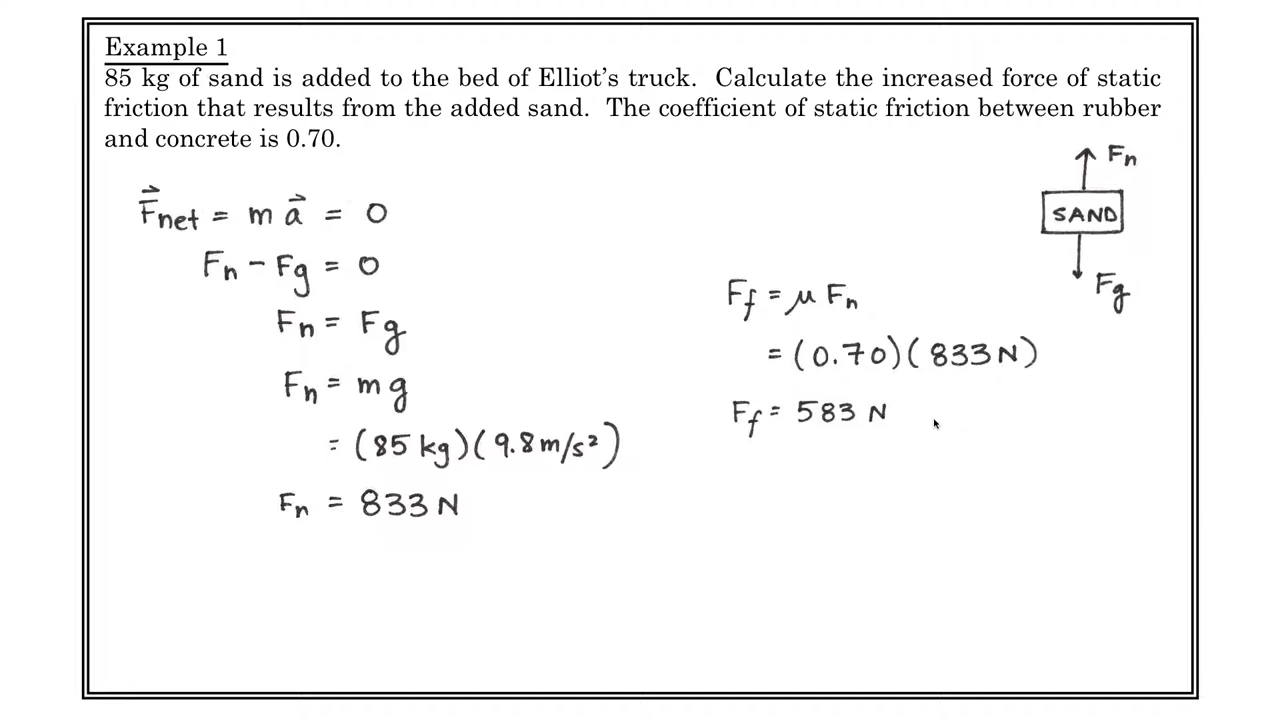 Example 1
85 kg of sand is added to the bed of Elliot's truck. Calculate the increased force of static
friction that results from the added sand. The coefficient of static friction between rubber
and concrete is 0.70.
F⃗net = m a⃗ = 0
Fn - Fg = 0
Fn = Fg
Fn = mg
= (85 kg)(9.8 m/s²)
Fn = 833 N
Fn
SAND
Fg
Ff = μ Fn
= (0.70)(833 N)
Ff = 583 N